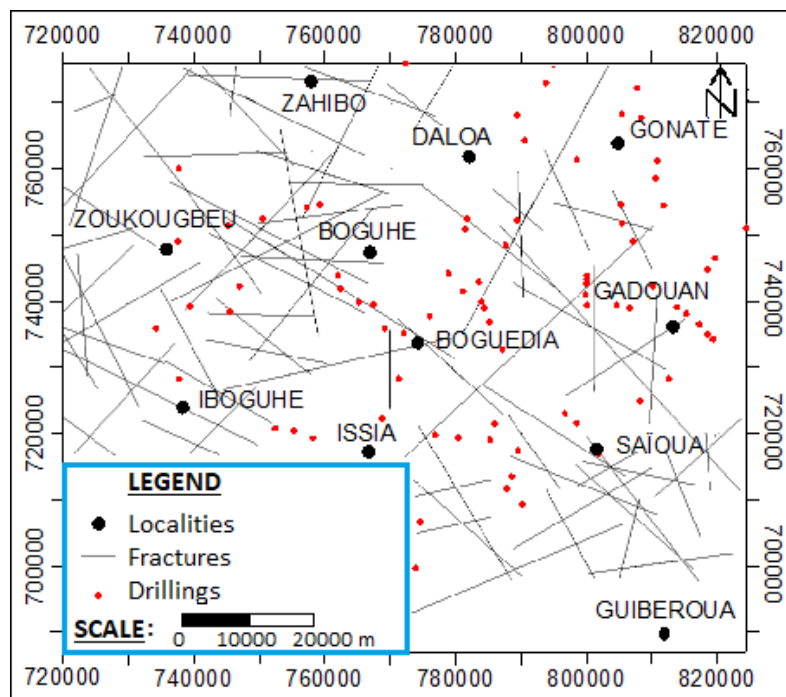 720000 740000 760000 780000 800000 820000
N
ZAHIBO
DALOA
GONATE
760000 760000
ZOUKOUGBEU
BOGUHE
GADOUAN
740000 740000
BOGUEDIA
IBOGUHE
ISSIA
SAÏOUA
720000 720000
LEGEND
Localities
Fractures
Drillings
700000 7000000
GUIBEROUA
SCALE:
0 10000 20000 m
720000 740000 760000 780000 800000 820000